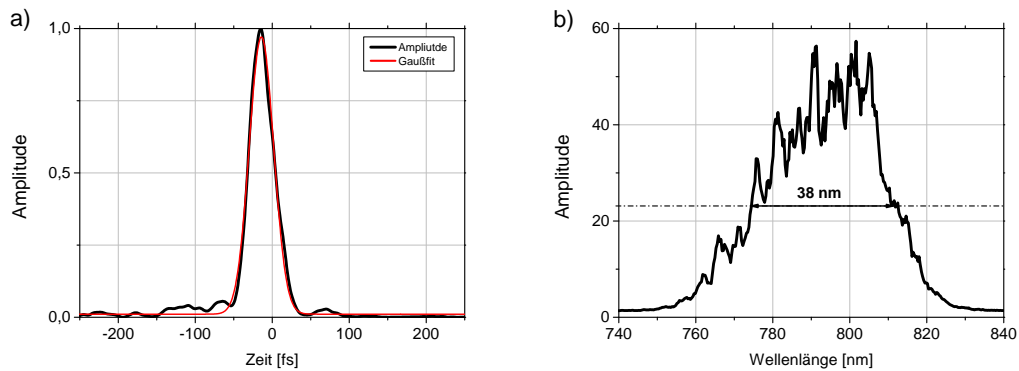 a)
1,0
0,5
0,0
Amplitude
-200 -100 0 100 200
Zeit [fs]
Ampliutde
Gaußfit
b)
60
40
20
0
Amplitude
38 nm
740 760 780 800 820 840
Wellenlänge [nm]